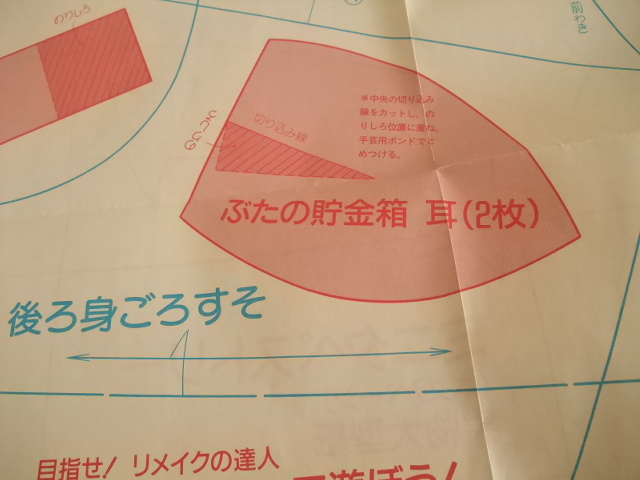 のりしろ
前わき
※中央の切り込み
線をカットし、の
りしろ位置に重ね、
手芸用ボンドでと
めつける。
切り込み線
のりしろ
ぶたの貯金箱 耳(2枚)
後ろ身ごろすそ
目指せ! リメイクの達人
遊ぼう!